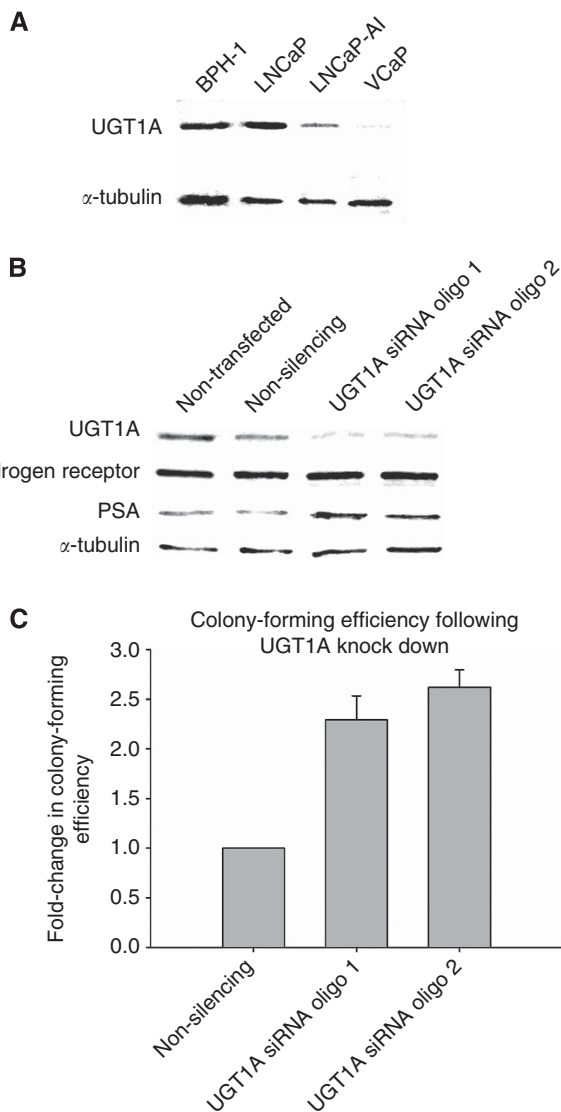 A
BPH-1
LNCaP
LNCaP-AI
VCaP
UGT1A
α-tubulin
B
Non-transfected
Non-silencing
UGT1A siRNA oligo 1
UGT1A siRNA oligo 2
UGT1A
drogen receptor
PSA
α-tubulin
C
Colony-forming efficiency following
UGT1A knock down
Fold-change in colony-forming
efficiency
3.0
2.5
2.0
1.5
1.0
0.5
0.0
Non-silencing
UGT1A siRNA oligo 1
UGT1A siRNA oligo 2